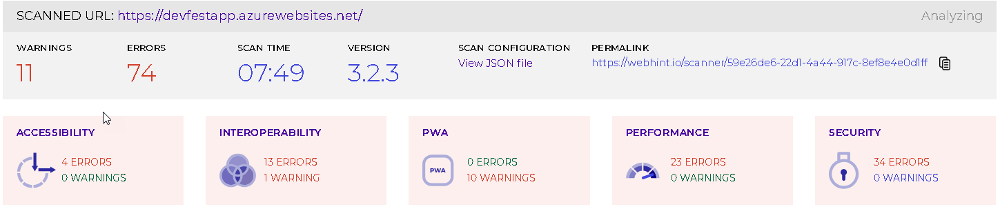 SCANNED URL: https://devfestapp.azurewebsites.net/ Analyzing
WARNINGS ERRORS SCAN TIME VERSION SCAN CONFIGURATION PERMALINK
11 74 07:49 3.2.3 View JSON file https://webhint.io/scanner/59e26de6-22d1-4a44-917c-8ef8e4e0d1ff
ACCESSIBILITY INTEROPERABILITY PWA PERFORMANCE SECURITY
4 ERRORS 13 ERRORS 0 ERRORS 23 ERRORS 34 ERRORS
PWA
0 WARNINGS 1 WARNING 10 WARNINGS 0 WARNINGS 0 WARNINGS